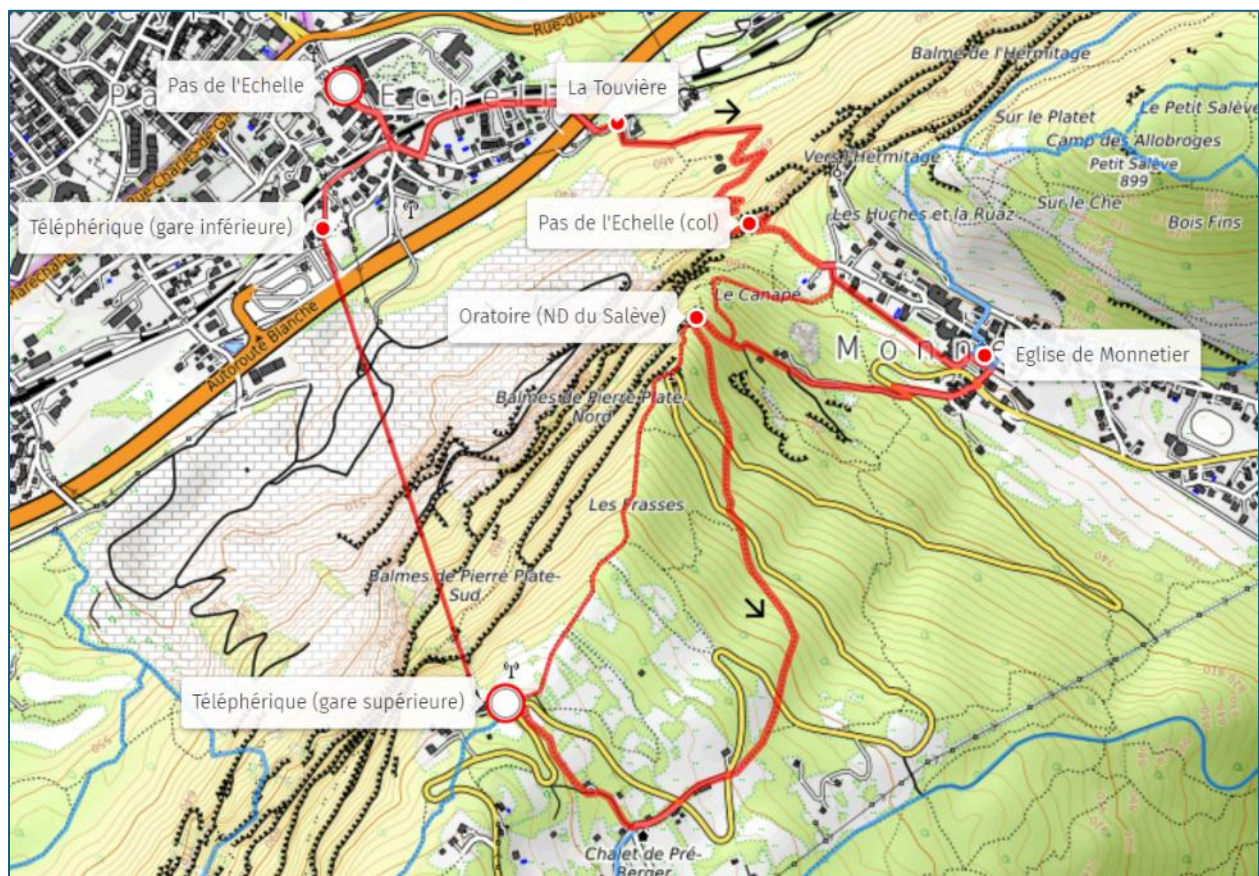 Rue-du-
Balme de l'Hermitage
Pas de l'Echelle
La Touvière
Le Petit Salève
Sur le Platet
Camp des Allobroges
Petit Salève
899
Vers l'Hermitage
Sur le Che
Les Huches et la Ruaz
Bois Fins
Téléphérique (gare inférieure)
Pas de l'Echelle (col)
Le Canapé
Oratoire (ND du Salève)
Autoroute Blanche
Eglise de Monnetier
Balmes de Pierre Plate-
Nord
Les Frasses
Balmes de Pierre Plate-
Sud
Téléphérique (gare supérieure)
Chalet de Pré-
Berger